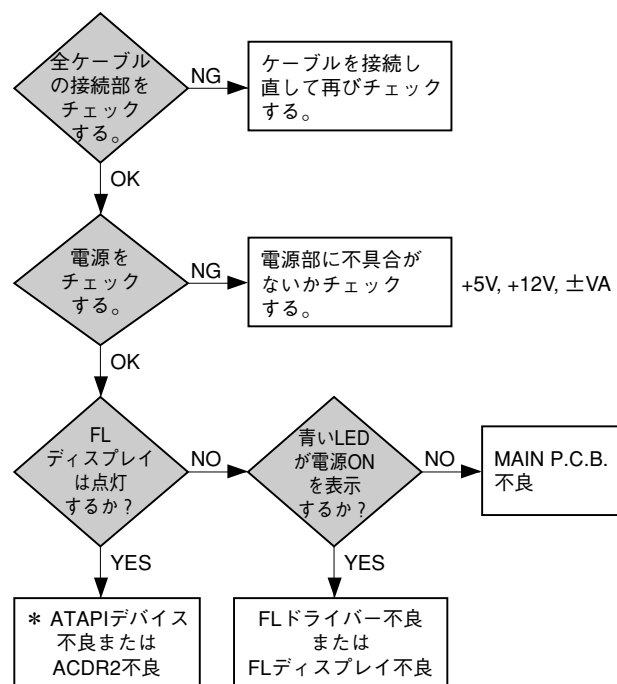 全ケーブル
の接続部を
チェック
する。
NG
ケーブルを接続し
直して再びチェック
する。
OK
電源を
チェック
する。
NG
電源部に不具合が
ないかチェック
する。
+5V, +12V, ±VA
OK
FL
ディスプレイ
は点灯
するか？
NO
青いLED
が電源ON
を表示
するか？
NO
MAIN P.C.B.
不良
YES
YES
＊ ATAPIデバイス
不良または
ACDR2不良
FLドライバー不良
または
FLディスプレイ不良